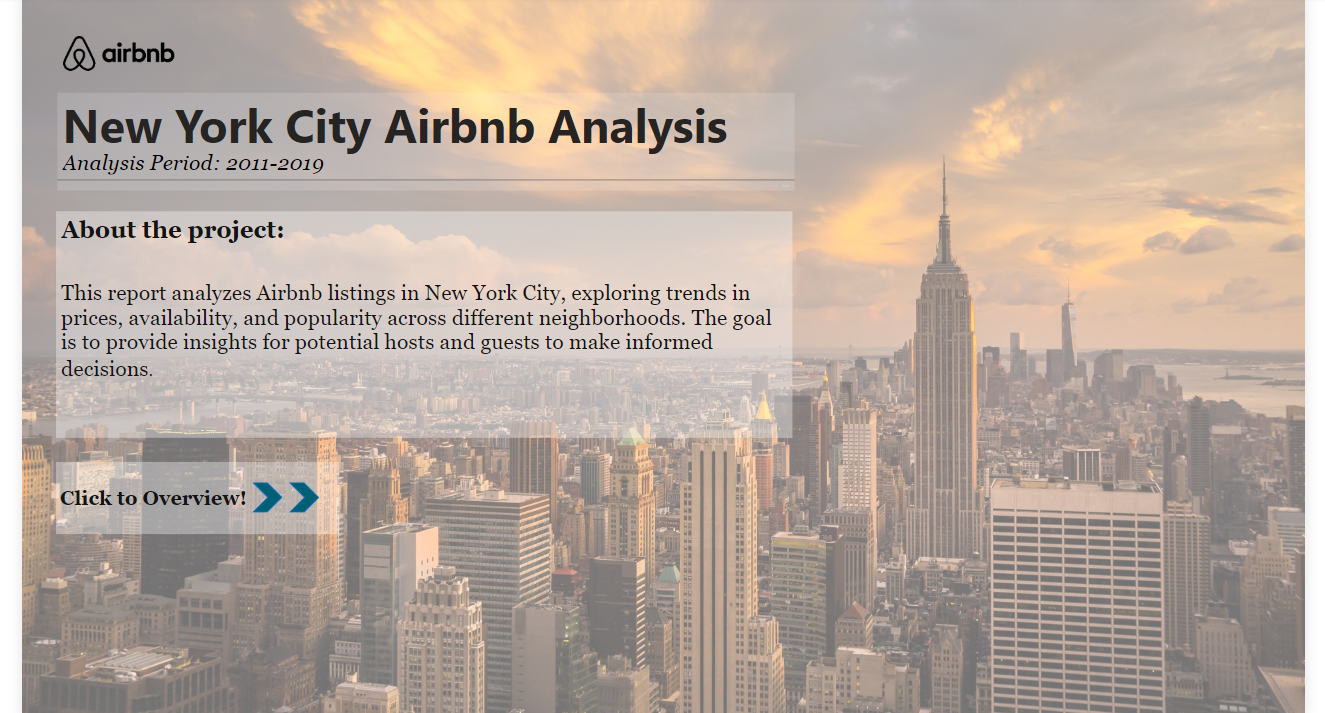 airbnb
New York City Airbnb Analysis
Analysis Period: 2011-2019
About the project:
This report analyzes Airbnb listings in New York City, exploring trends in
prices, availability, and popularity across different neighborhoods. The goal
is to provide insights for potential hosts and guests to make informed
decisions.
Click to Overview!